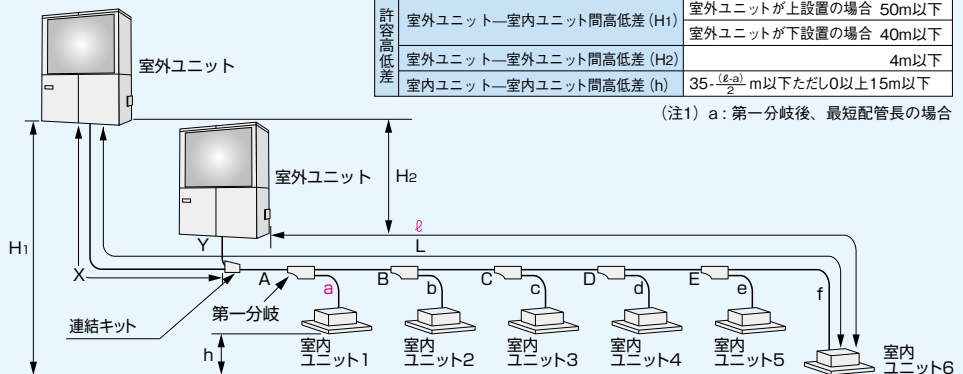 許容高低差
室外ユニット―室内ユニット間高低差(H1)
室外ユニットが上設置の場合 50m以下
室外ユニットが下設置の場合 40m以下
室外ユニット―室外ユニット間高低差(H2)
4m以下
室内ユニット―室内ユニット間高低差(h)
35-(ℓ-a)/2 m以下ただし0以上15m以下
(注1) a:第一分岐後、最短配管長の場合
室外ユニット
室外ユニット
H2
H1
ℓ
L
X
Y
A
a
B
b
C
c
D
d
E
e
f
連結キット
第一分岐
h
室内
ユニット1
室内
ユニット2
室内
ユニット3
室内
ユニット4
室内
ユニット5
室内
ユニット6